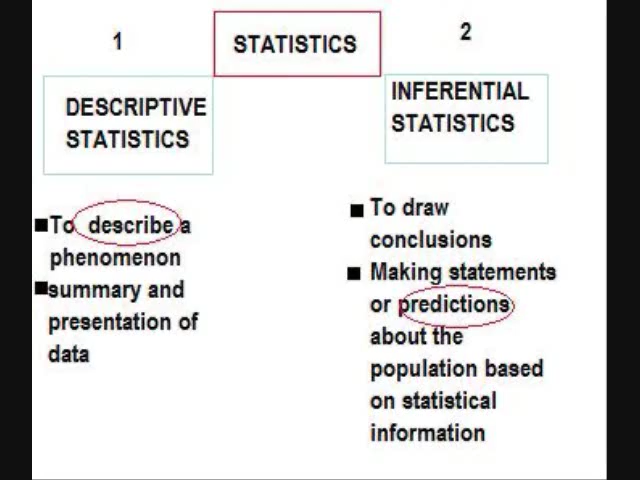 STATISTICS
1
DESCRIPTIVE
STATISTICS
■To describe a
phenomenon
■summary and
presentation of
data
2
INFERENTIAL
STATISTICS
■ To draw
conclusions
■ Making statements
or predictions
about the
population based
on statistical
information